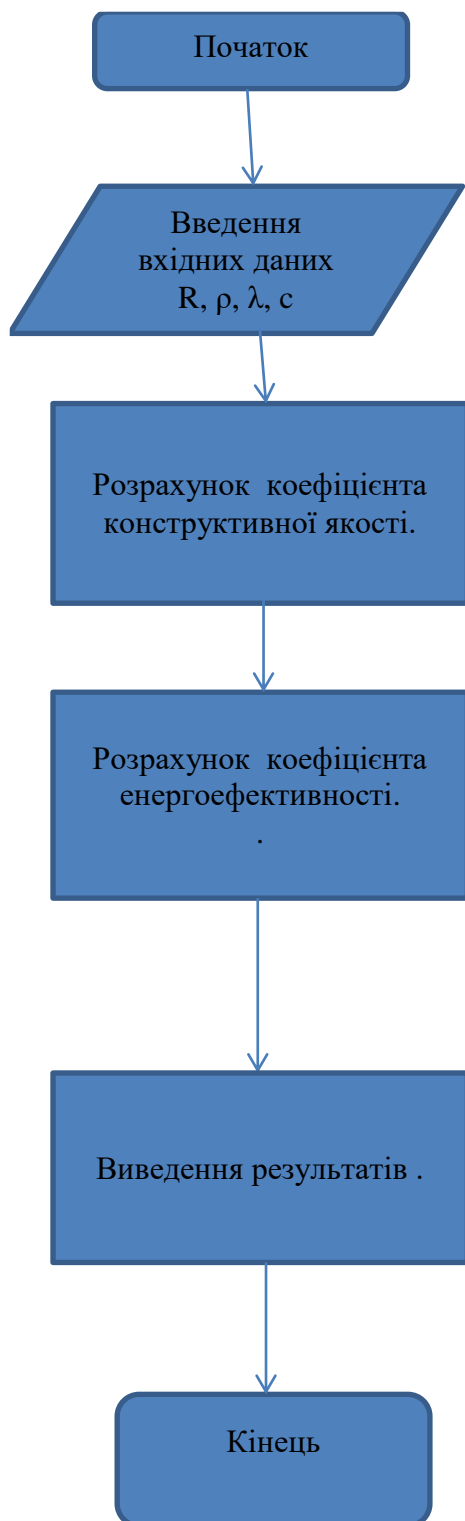 Початок
Введення
вхідних даних
R, ρ, λ, c
Розрахунок коефіцієнта
конструктивної якості.
Розрахунок коефіцієнта
енергоефективності.
.
Виведення результатів .
Кінець